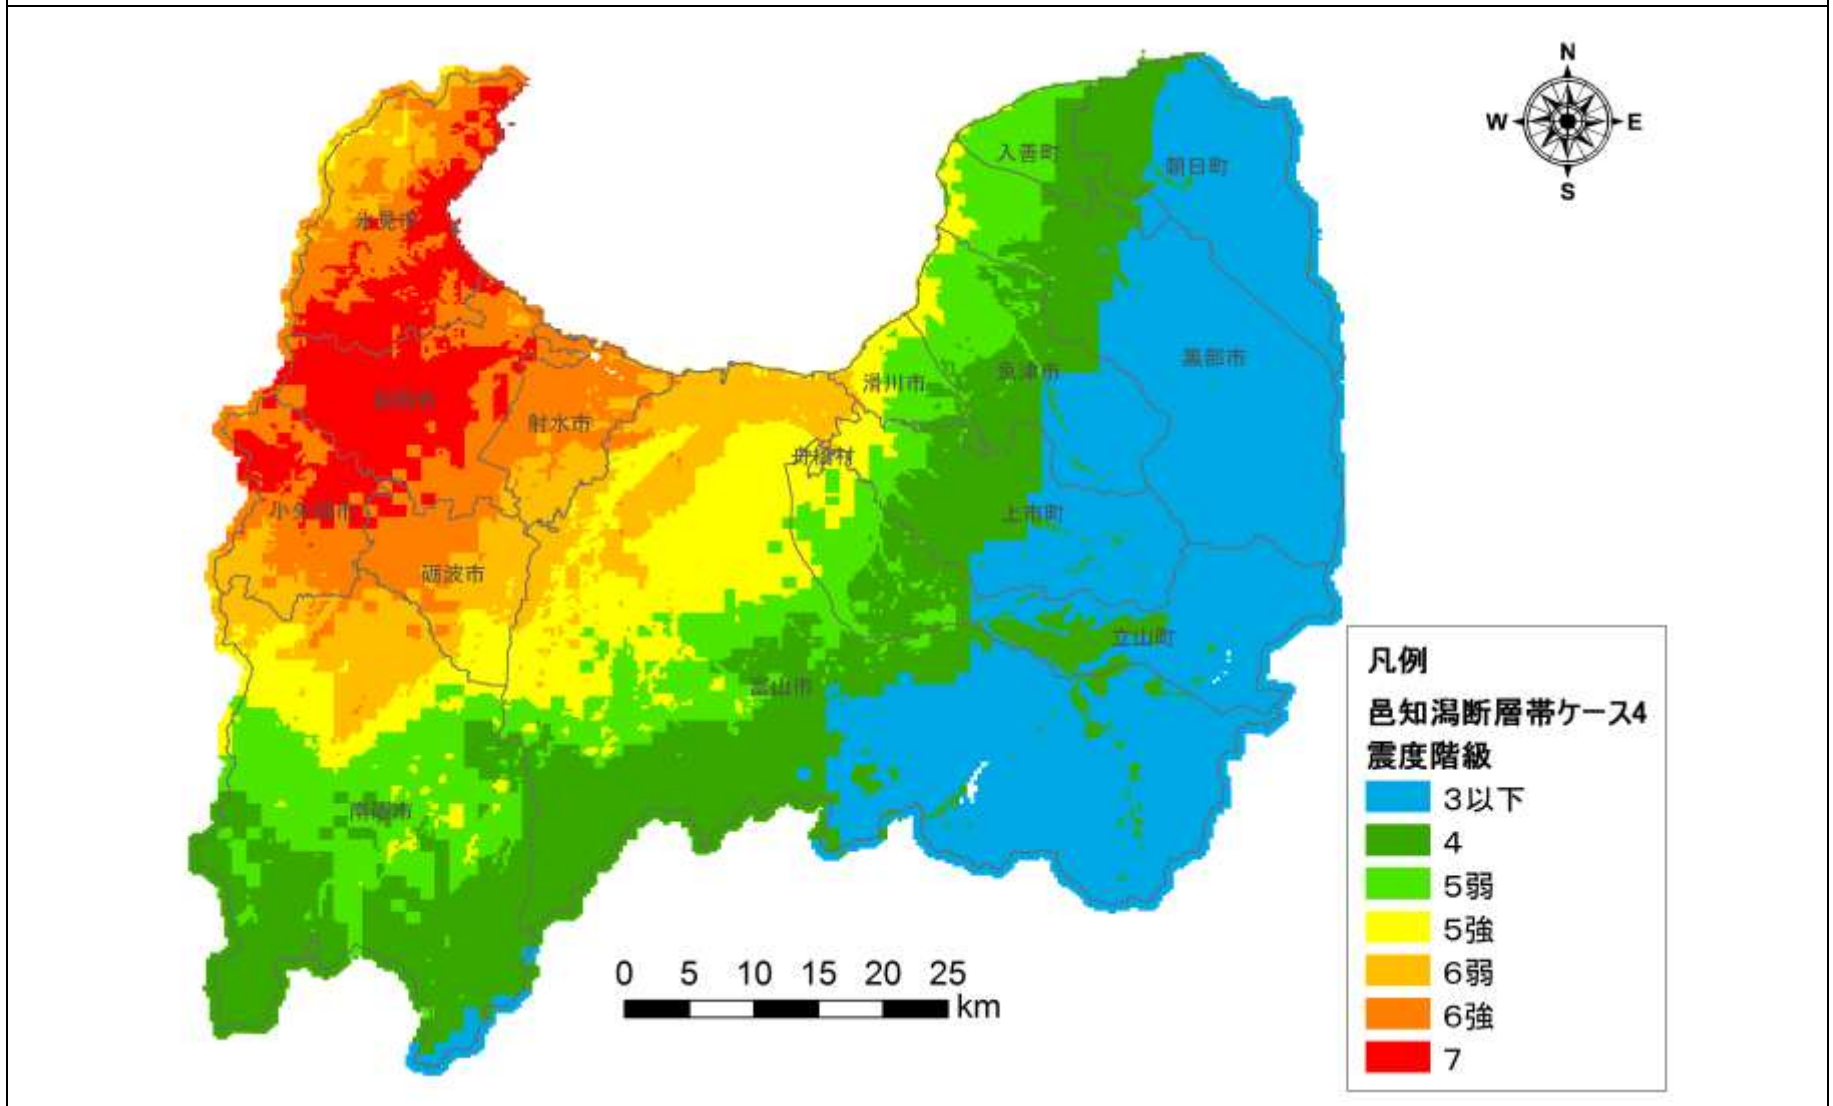 N
W
E
S
入善町
朝日町
氷見市
黒部市
魚津市
滑川市
高岡市
射水市
舟橋村
小矢部市
上市町
砺波市
立山町
富山市
南砺市
凡例
邑知潟断層帯ケース4
震度階級
3以下
4
5弱
5強
6弱
6強
7
0 5 10 15 20 25
km